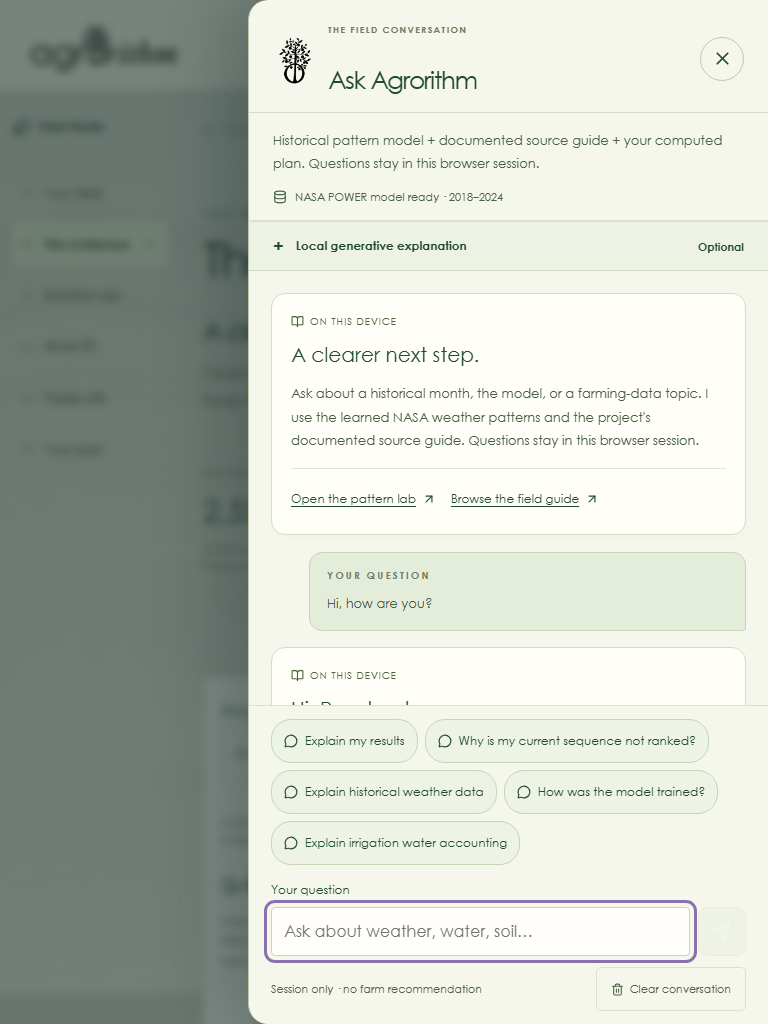 THE FIELD CONVERSATION
Ask Agrorithm
Historical pattern model + documented source guide + your computed
plan. Questions stay in this browser session.
NASA POWER model ready · 2018–2024
Local generative explanation
Optional
ON THIS DEVICE
A clearer next step.
Ask about a historical month, the model, or a farming-data topic. I
use the learned NASA weather patterns and the project's
documented source guide. Questions stay in this browser session.
Open the pattern lab
Browse the field guide
YOUR QUESTION
Hi, how are you?
ON THIS DEVICE
Explain my results
Why is my current sequence not ranked?
Explain historical weather data
How was the model trained?
Explain irrigation water accounting
Your question
Ask about weather, water, soil…
Session only · no farm recommendation
Clear conversation